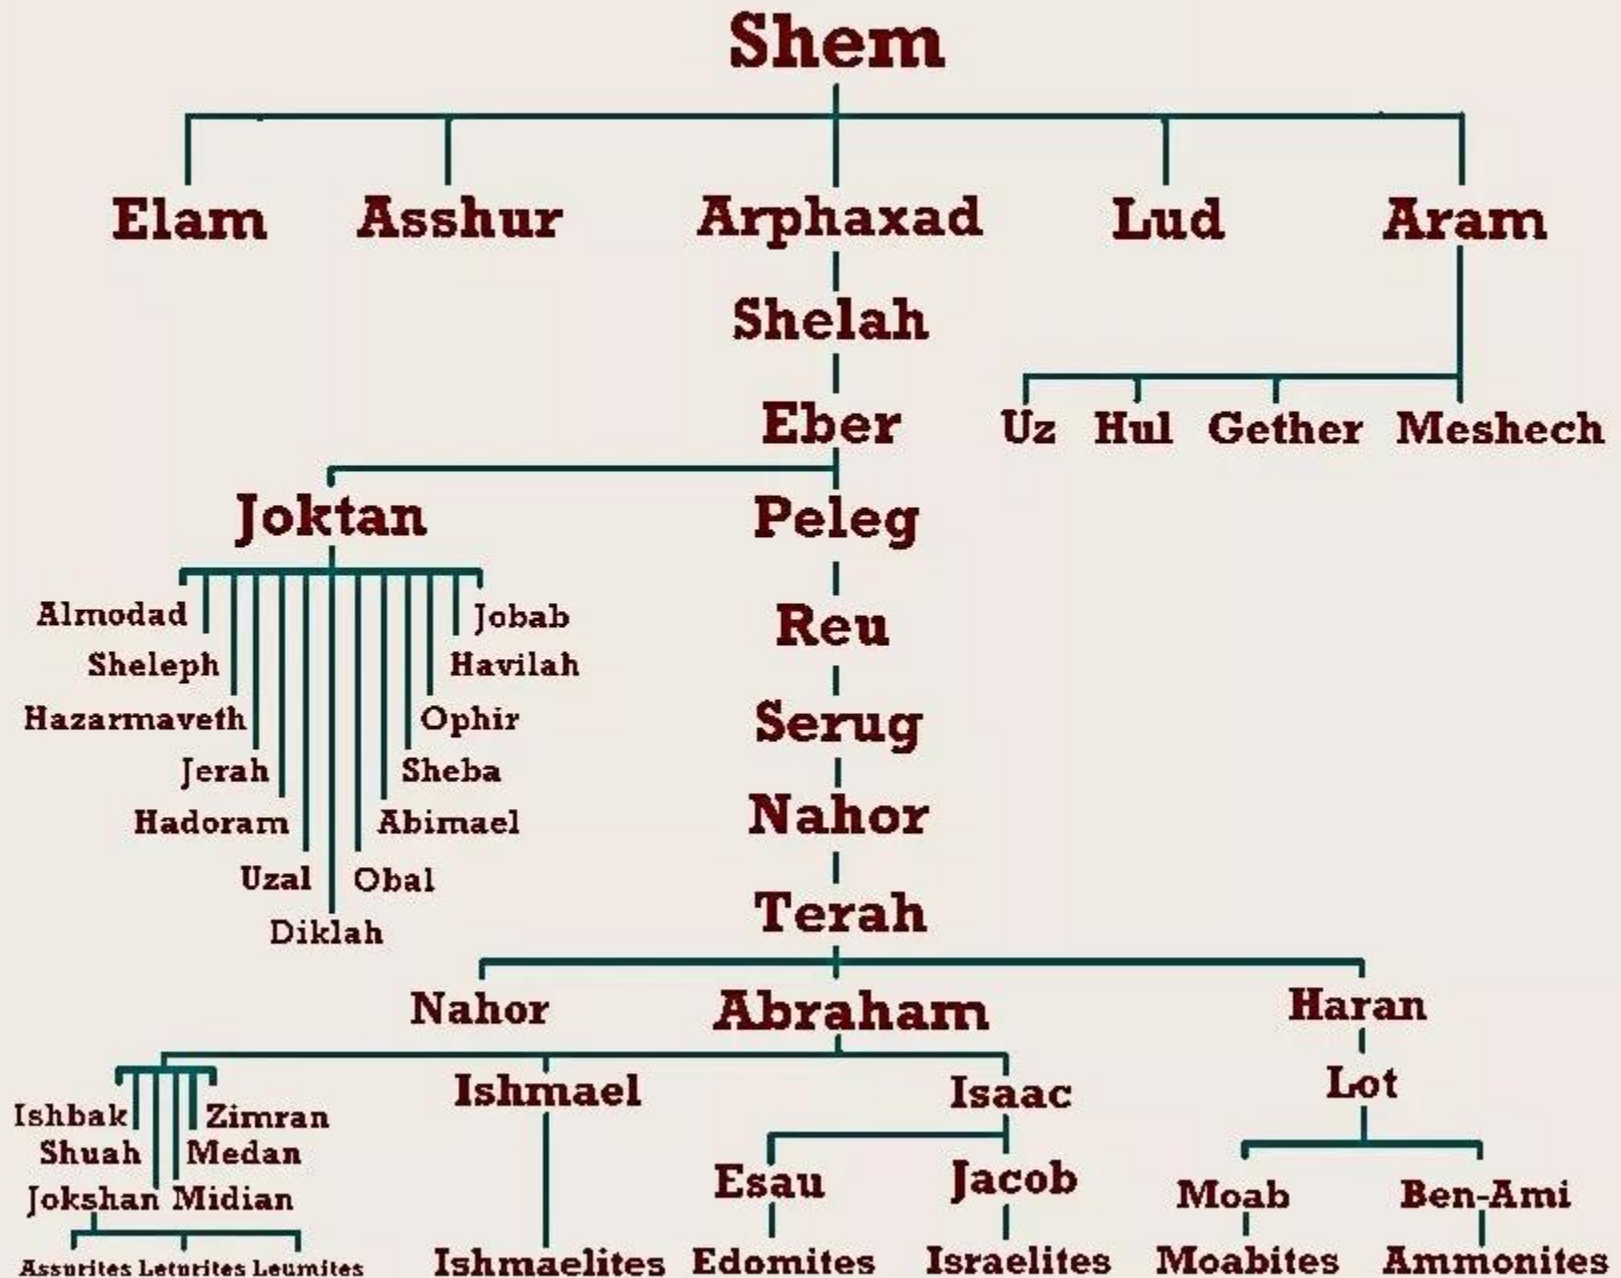 Shem
Elam Asshur Arphaxad Lud Aram
Shelah
Eber
Uz Hul Gether Meshech
Joktan Peleg
Almodad Jobab
Reu
Sheleph Havilah
Hazarmaveth Ophir
Serug
Jerah Sheba
Nahor
Hadoram Abimael
Uzal Obal
Terah
Diklah
Nahor Abraham Haran
Ishmael Isaac Lot
Ishbak Zimran
Shuah Medan
Esau Jacob Moab Ben-Ami
Jokshan Midian
Assurites Leturites Leumites Ishmaelites Edomites Israelites Moabites Ammonites